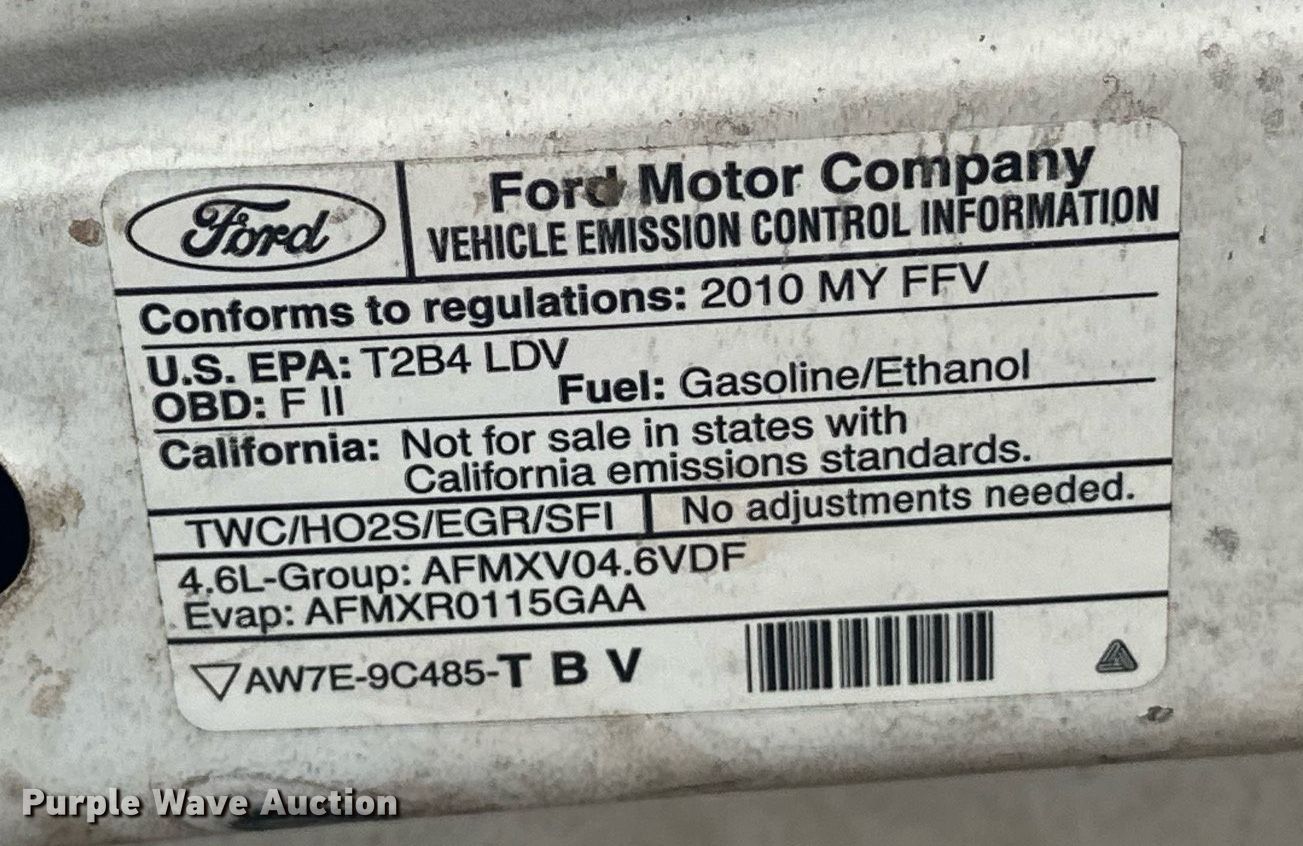 Ford
Ford Motor Company
VEHICLE EMISSION CONTROL INFORMATION
Conforms to regulations: 2010 MY FFV
U.S. EPA: T2B4 LDV
OBD: F II
Fuel: Gasoline/Ethanol
California: Not for sale in states with
California emissions standards.
TWC/HO2S/EGR/SFI
No adjustments needed.
4.6L-Group: AFMXV04.6VDF
Evap: AFMXR0115GAA
AW7E-9C485-T B V
Purple Wave Auction